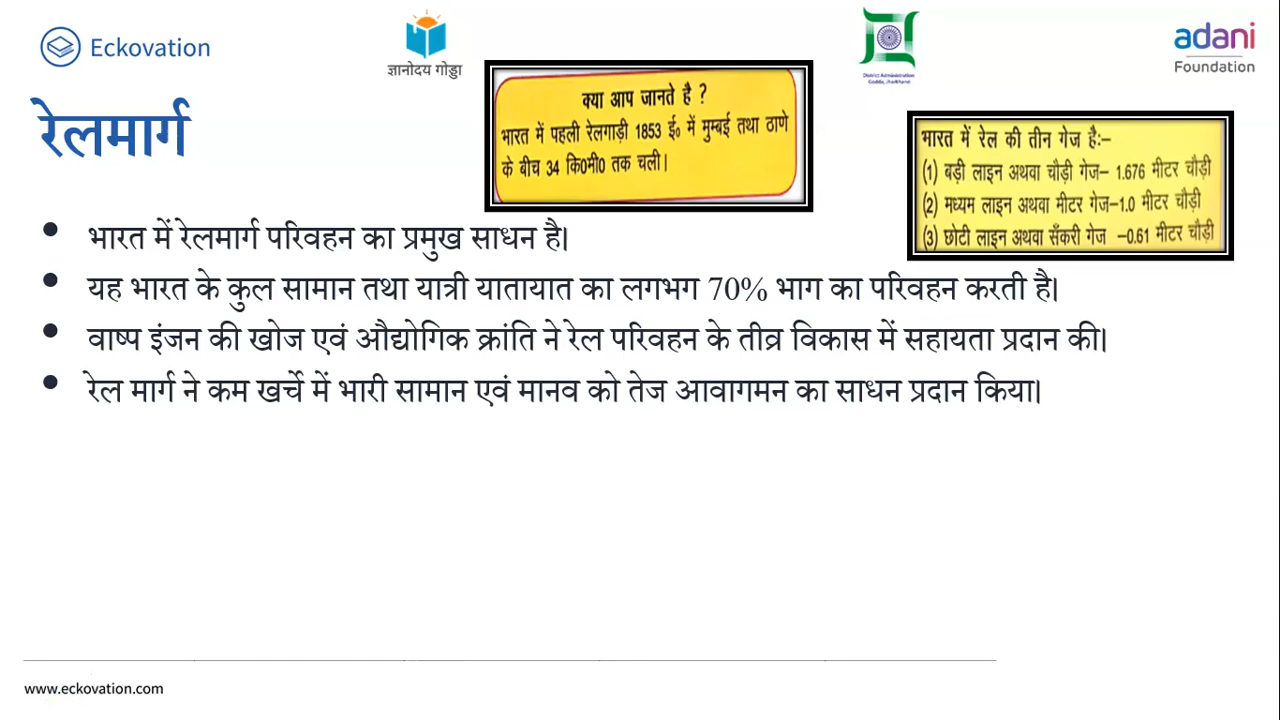 Eckovation
ज्ञानोदय गोड्डा
District Administration
Godda, Jharkhand
adani
Foundation
रेलमार्ग
क्या आप जानते है ?
भारत में पहली रेलगाड़ी 1853 ई० में मुम्बई तथा ठाणे
के बीच 34 कि0मी0 तक चली।
भारत में रेल की तीन गेज है:–
(1) बड़ी लाइन अथवा चौड़ी गेज– 1.676 मीटर चौड़ी
(2) मध्यम लाइन अथवा मीटर गेज–1.0 मीटर चौड़ी
(3) छोटी लाइन अथवा सँकरी गेज –0.61 मीटर चौड़ी
• भारत में रेलमार्ग परिवहन का प्रमुख साधन है।
• यह भारत के कुल सामान तथा यात्री यातायात का लगभग 70% भाग का परिवहन करती है।
• वाष्प इंजन की खोज एवं औद्योगिक क्रांति ने रेल परिवहन के तीव्र विकास में सहायता प्रदान की।
• रेल मार्ग ने कम खर्चे में भारी सामान एवं मानव को तेज आवागमन का साधन प्रदान किया।
www.eckovation.com